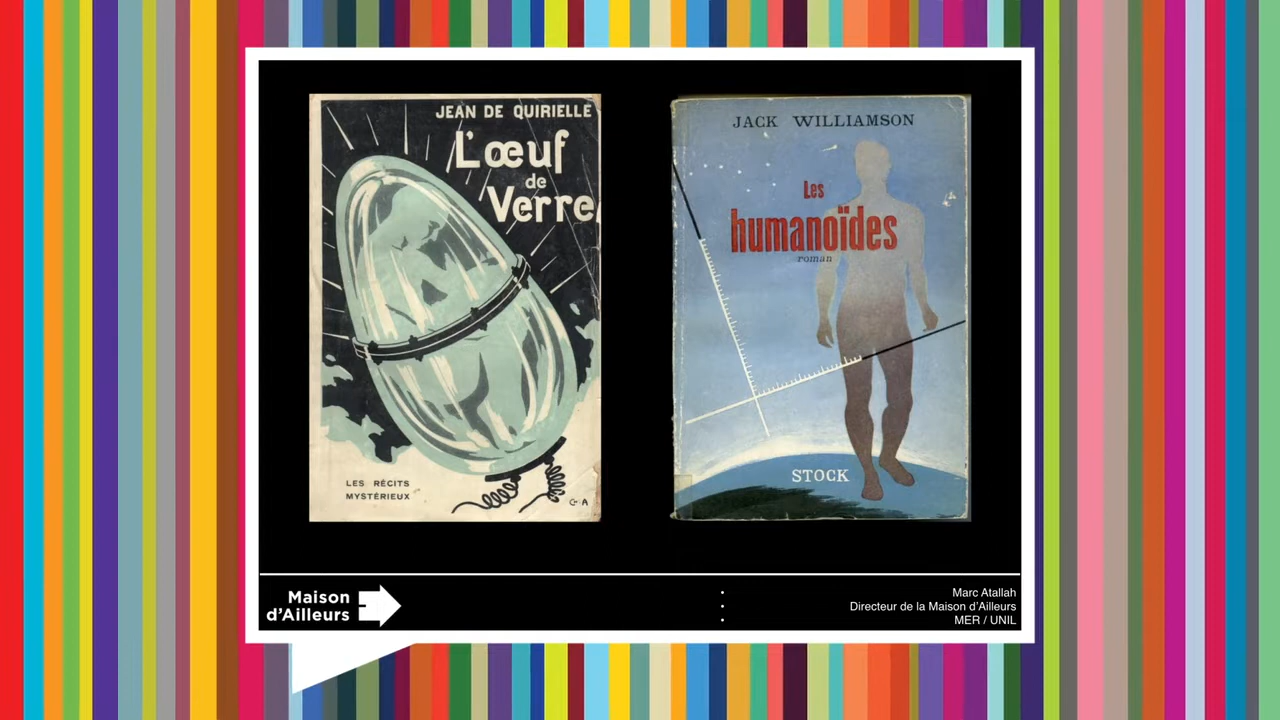 JEAN DE QUIRIELLE
L'œuf
de
Verre
LES RÉCITS
MYSTÉRIEUX
G A
JACK WILLIAMSON
Les
humanoïdes
roman
STOCK
Maison
d'Ailleurs
Marc Atallah
Directeur de la Maison d'Ailleurs
MER / UNIL